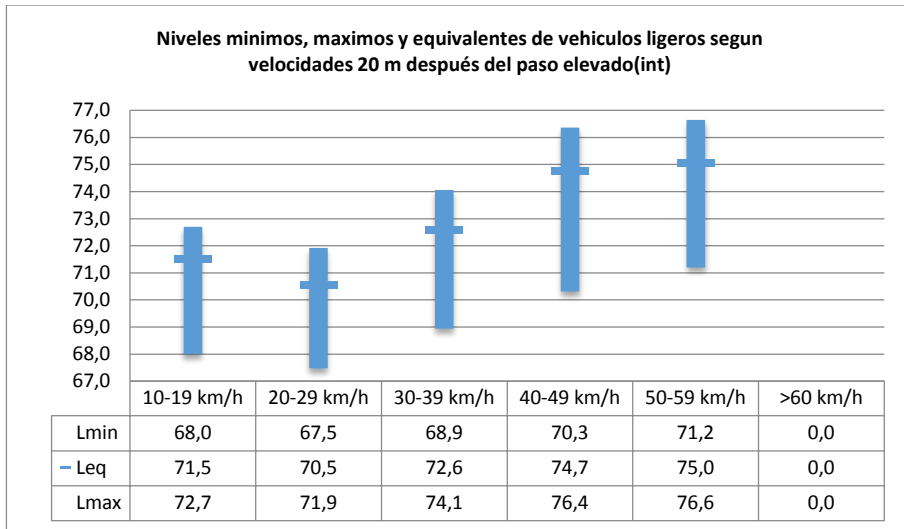 Niveles minimos, maximos y equivalentes de vehiculos ligeros segun
velocidades 20 m después del paso elevado(int)
77,0
76,0
75,0
74,0
73,0
72,0
71,0
70,0
69,0
68,0
67,0
10-19 km/h 20-29 km/h 30-39 km/h 40-49 km/h 50-59 km/h >60 km/h
Lmin 68,0 67,5 68,9 70,3 71,2 0,0
Leq 71,5 70,5 72,6 74,7 75,0 0,0
Lmax 72,7 71,9 74,1 76,4 76,6 0,0